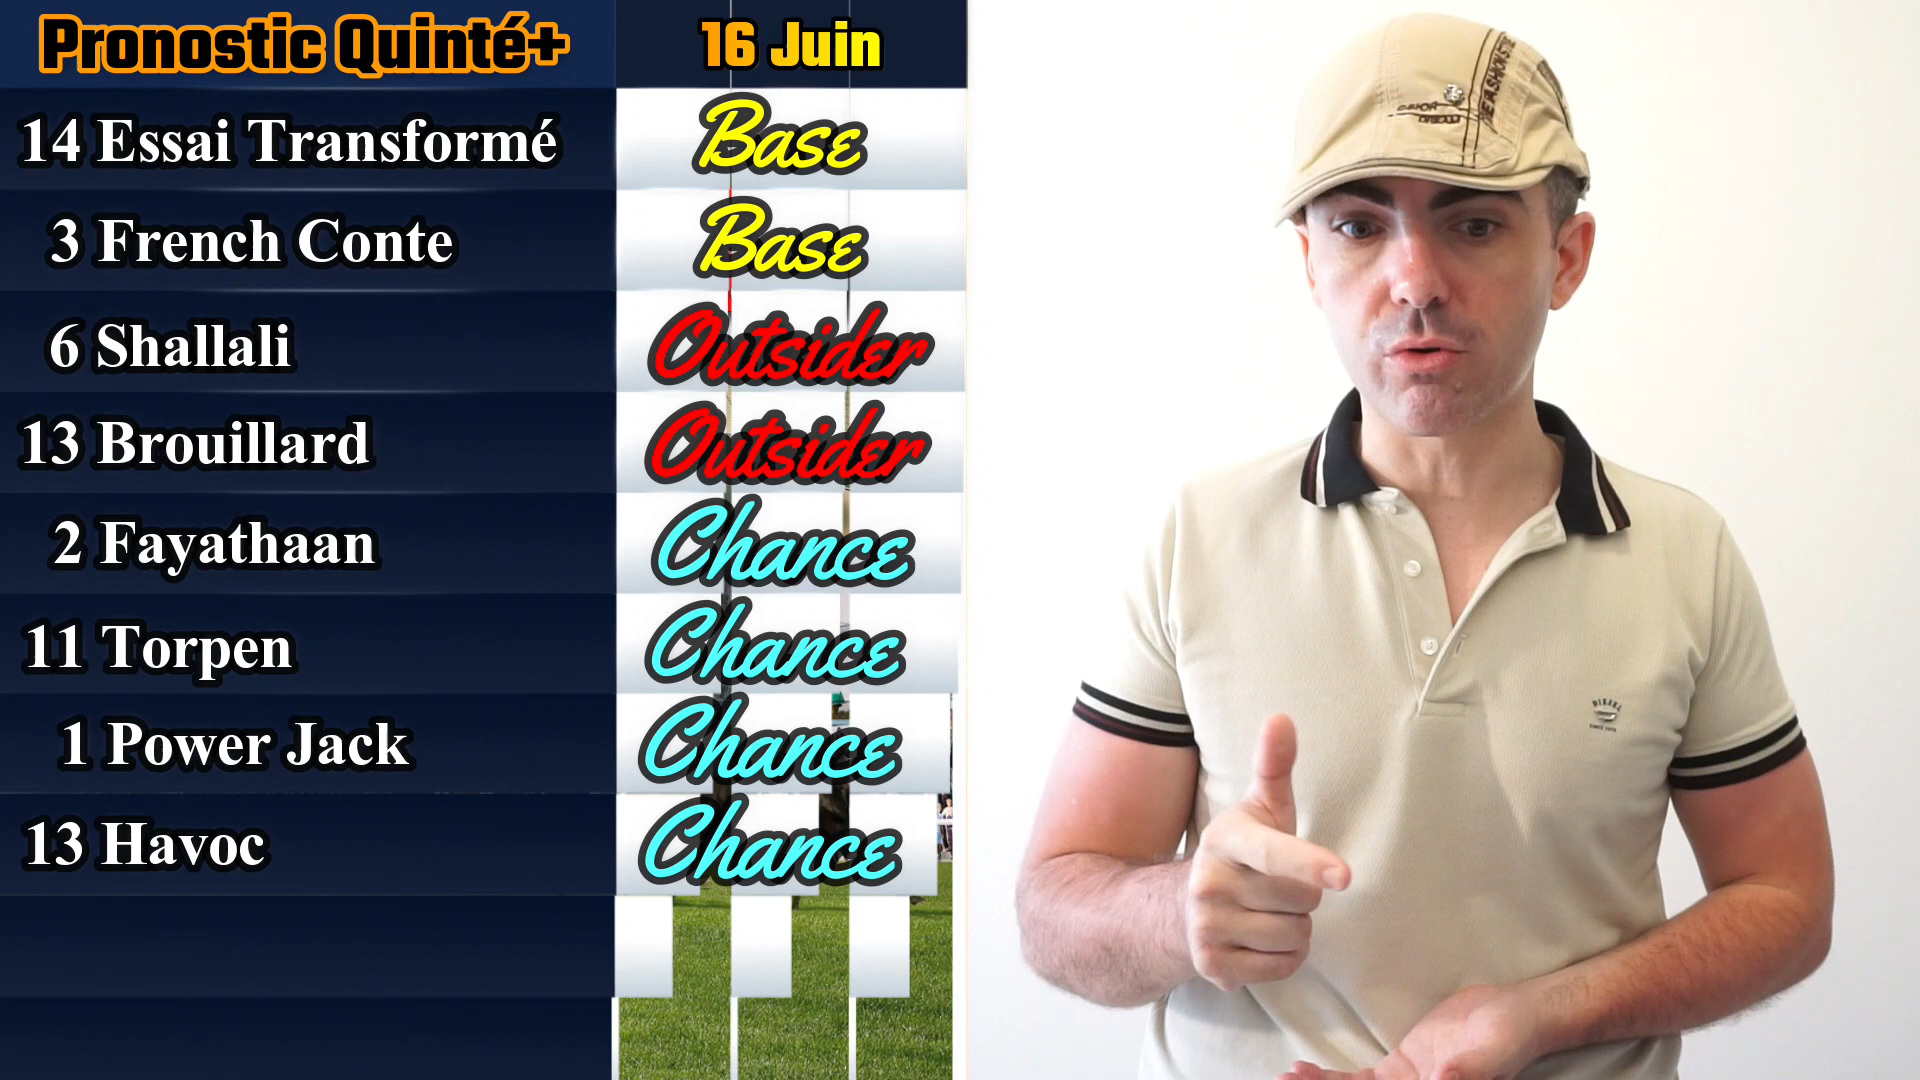 Pronostic Quinté+ 16 Juin
14 Essai Transformé Base
3 French Conte Base
6 Shallali Outsider
13 Brouillard Outsider
2 Fayathaan Chance
11 Torpen Chance
1 Power Jack Chance
13 Havoc Chance